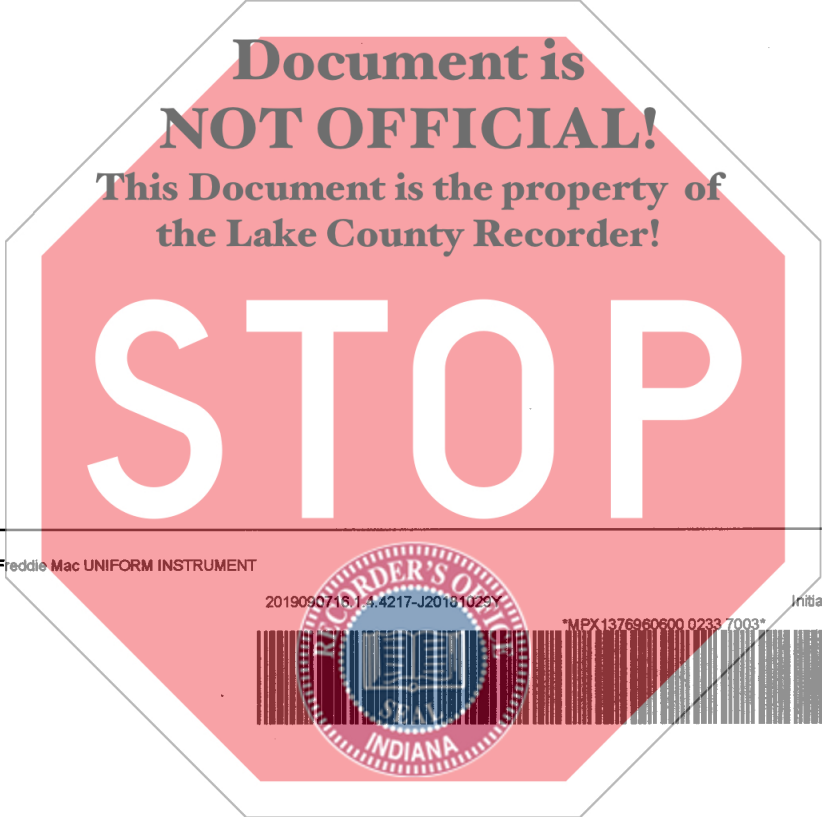 Document is
NOT OFFICIAL!
This Document is the property of
the Lake County Recorder!
STOP
Freddie Mac UNIFORM INSTRUMENT
2019090716.1.4.4217-J20181029Y
Initia
*MPX1376960600 0233 7003*
RECORDER'S OFFICE
SEAL
INDIANA